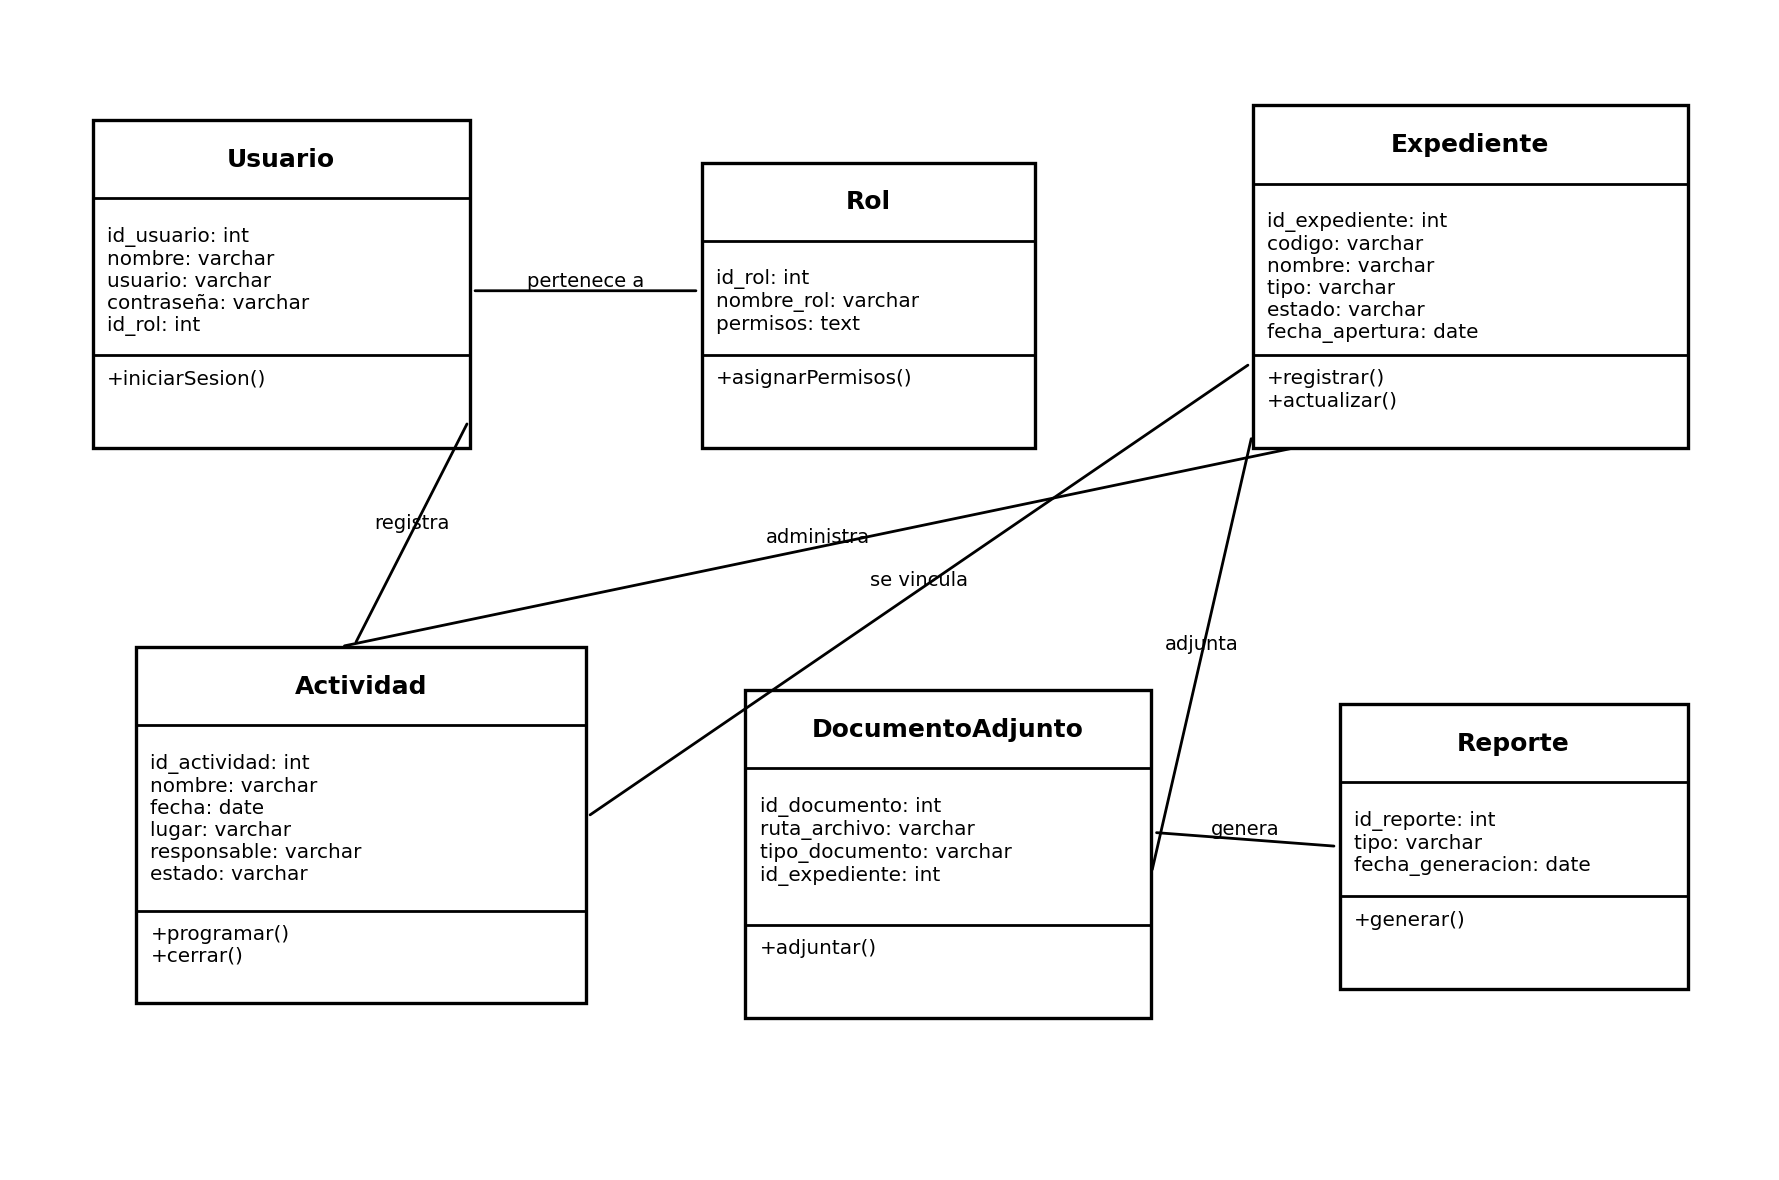 Usuario
id_usuario: int
nombre: varchar
usuario: varchar
contraseña: varchar
id_rol: int
+iniciarSesion()
pertenece a
Rol
id_rol: int
nombre_rol: varchar
permisos: text
+asignarPermisos()
Expediente
id_expediente: int
codigo: varchar
nombre: varchar
tipo: varchar
estado: varchar
fecha_apertura: date
+registrar()
+actualizar()
registra
administra
se vincula
adjunta
Actividad
id_actividad: int
nombre: varchar
fecha: date
lugar: varchar
responsable: varchar
estado: varchar
+programar()
+cerrar()
DocumentoAdjunto
id_documento: int
ruta_archivo: varchar
tipo_documento: varchar
id_expediente: int
+adjuntar()
genera
Reporte
id_reporte: int
tipo: varchar
fecha_generacion: date
+generar()